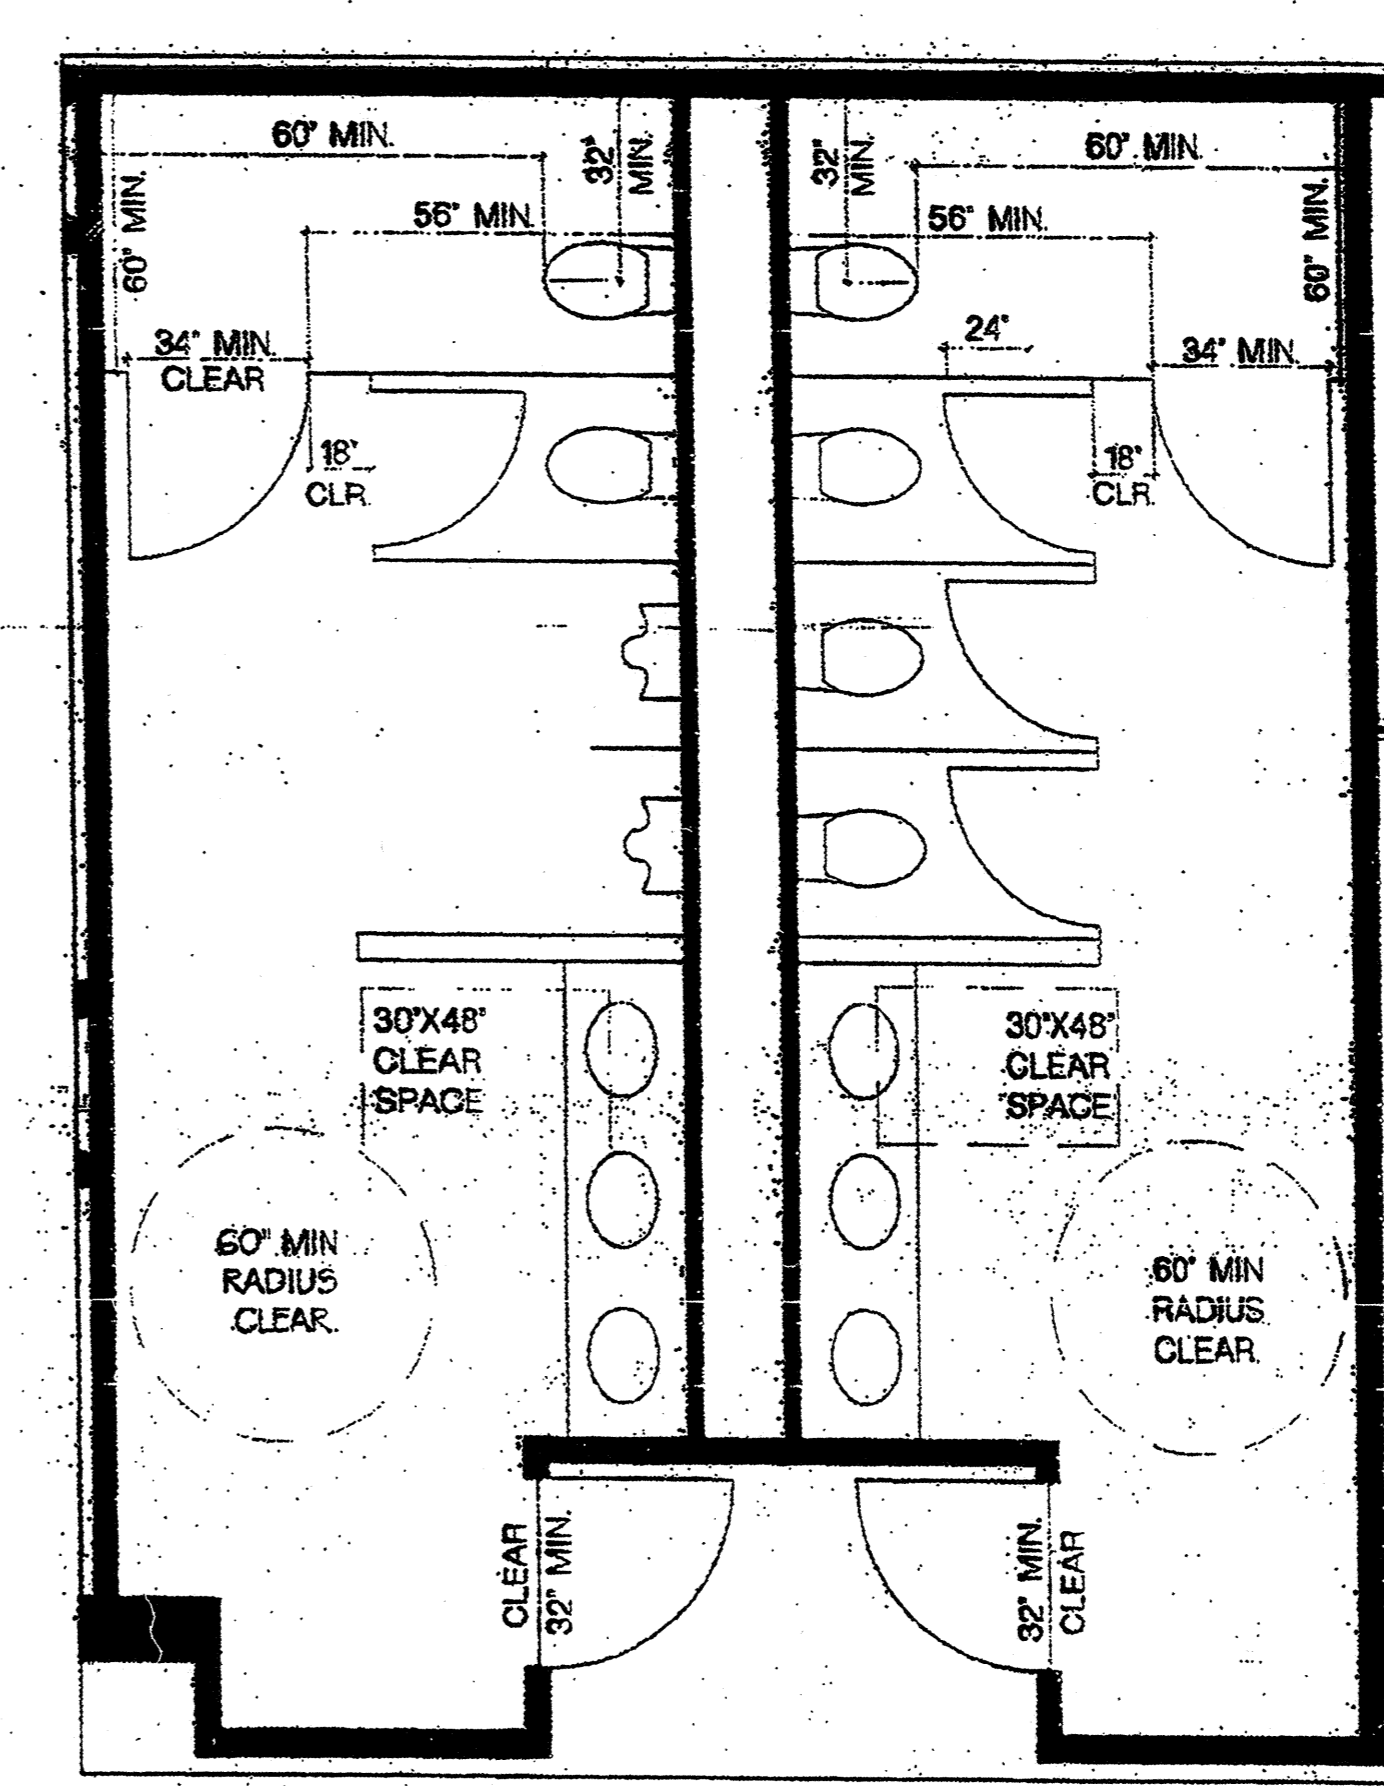 60" MIN.
32"
MIN.
32"
MIN.
60" MIN.
60" MIN.
56" MIN.
56" MIN.
60" MIN.
34" MIN.
CLEAR
24"
34" MIN.
18"
CLR.
18"
CLR.
30"X48"
CLEAR
SPACE
30"X48"
CLEAR
SPACE
60" MIN
RADIUS
CLEAR.
60" MIN
RADIUS
CLEAR.
CLEAR
32" MIN.
32" MIN.
CLEAR